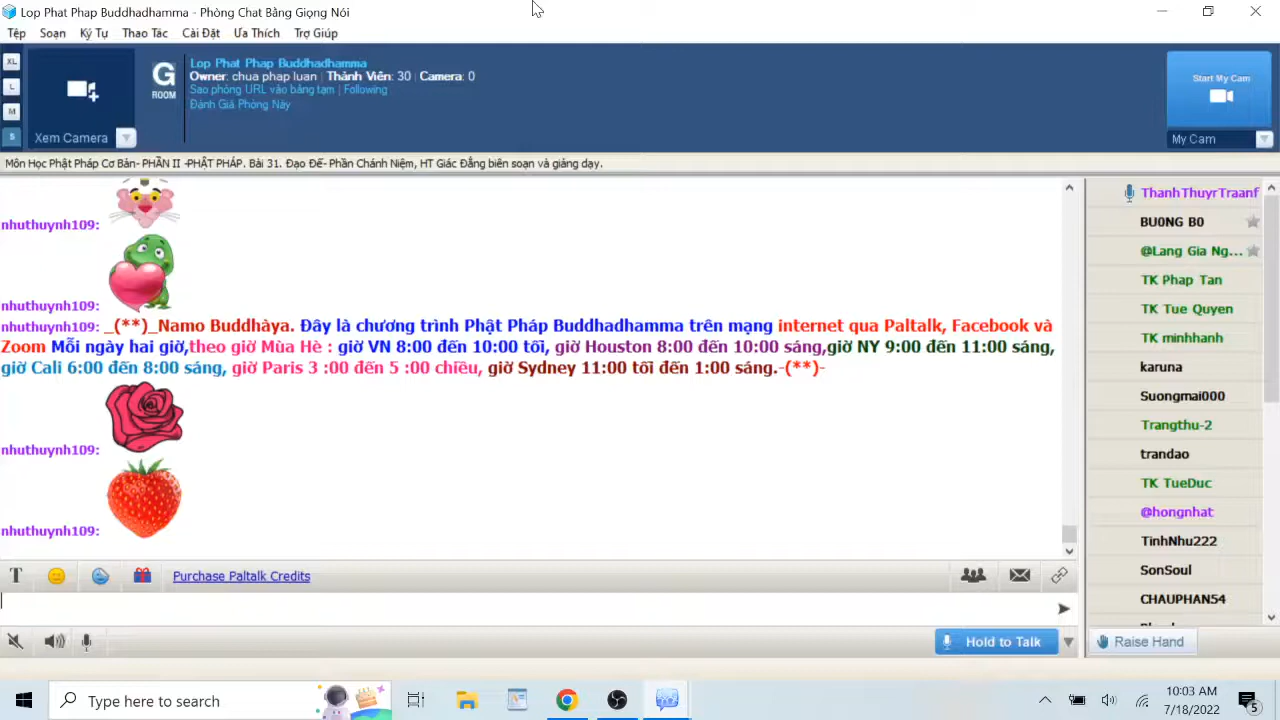 Lop Phat Phap Buddhadhamma - Phòng Chat Bằng Giọng Nói
Tệp Soạn Ký Tự Thao Tác Cài Đặt Ưa Thích Trợ Giúp
XL
L
M
S
Xem Camera
G
ROOM
Lop Phat Phap Buddhadhamma
Owner: chua phap luan | Thành Viên: 30 | Camera: 0
Sao phòng URL vào bảng tạm | Following
Đánh Giá Phòng Này
Start My Cam
My Cam
Môn Học Phật Pháp Cơ Bản- PHẦN II -PHẬT PHÁP. Bài 31. Đạo Đế- Phần Chánh Niệm, HT Giác Đẳng biên soạn và giảng dạy.
nhuthuynh109:
nhuthuynh109:
nhuthuynh109: _(**)_Namo Buddhàya. Đây là chương trình Phật Pháp Buddhadhamma trên mạng internet qua Paltalk, Facebook và
Zoom Mỗi ngày hai giờ,theo giờ Mùa Hè : giờ VN 8:00 đến 10:00 tối, giờ Houston 8:00 đến 10:00 sáng,giờ NY 9:00 đến 11:00 sáng,
giờ Cali 6:00 đến 8:00 sáng, giờ Paris 3 :00 đến 5 :00 chiều, giờ Sydney 11:00 tối đến 1:00 sáng.-(**)-
nhuthuynh109:
nhuthuynh109:
ThanhThuyrTraanf
BU0NG B0
@Lang Gia Ng...
TK Phap Tan
TK Tue Quyen
TK minhhanh
karuna
Suongmai000
Trangthu-2
trandao
TK TueDuc
@hongnhat
TinhNhu222
SonSoul
CHAUPHAN54
T
Purchase Paltalk Credits
Hold to Talk
Raise Hand
Type here to search
10:03 AM
7/18/2022
5